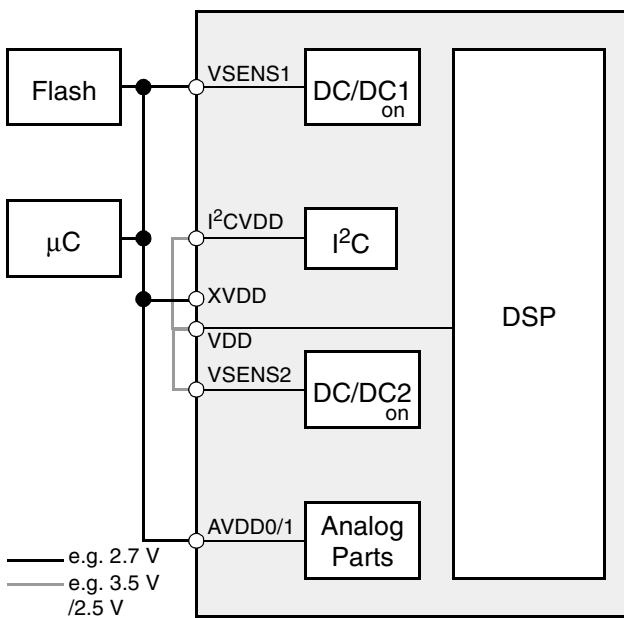 Flash
VSENS1
DC/DC1
on
µC
I²CVDD
I²C
XVDD
VDD
DSP
VSENS2
DC/DC2
on
AVDD0/1
Analog
Parts
e.g. 2.7 V
e.g. 3.5 V
/2.5 V